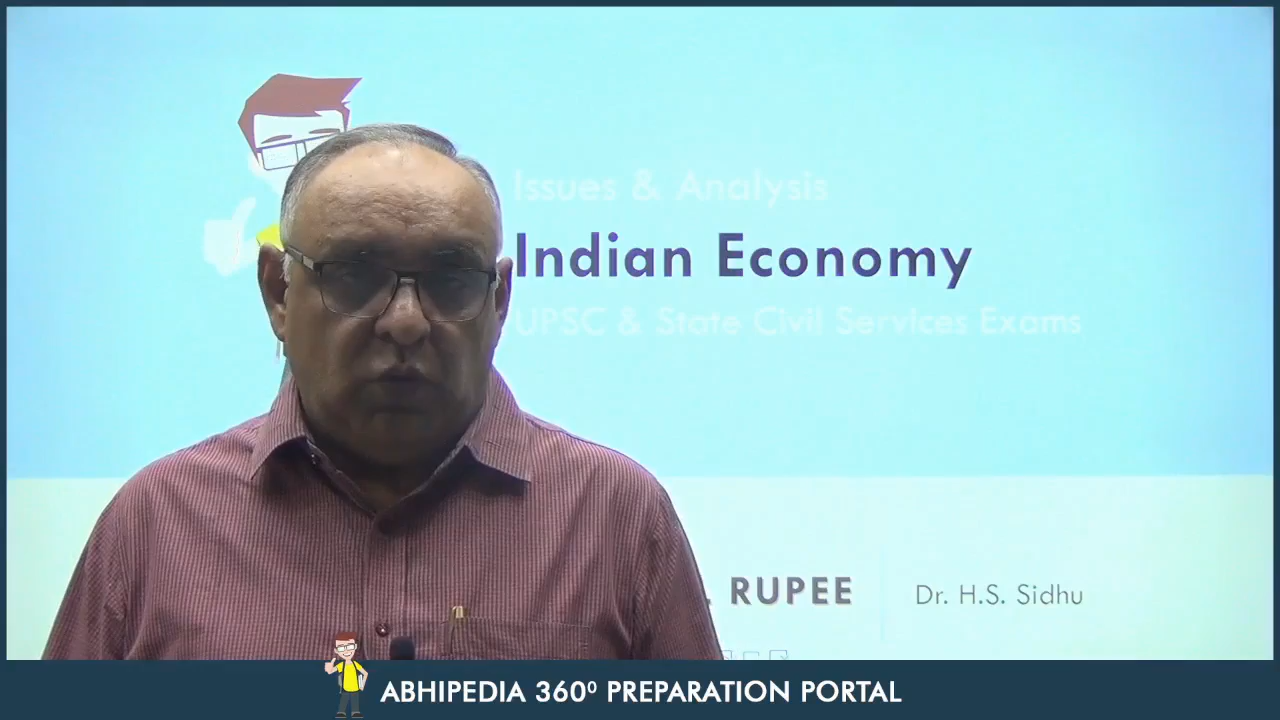 Issues & Analysis
Indian Economy
UPSC & State Civil Services Exams
RUPEE
Dr. H.S. Sidhu
ABHIPEDIA 360⁰ PREPARATION PORTAL